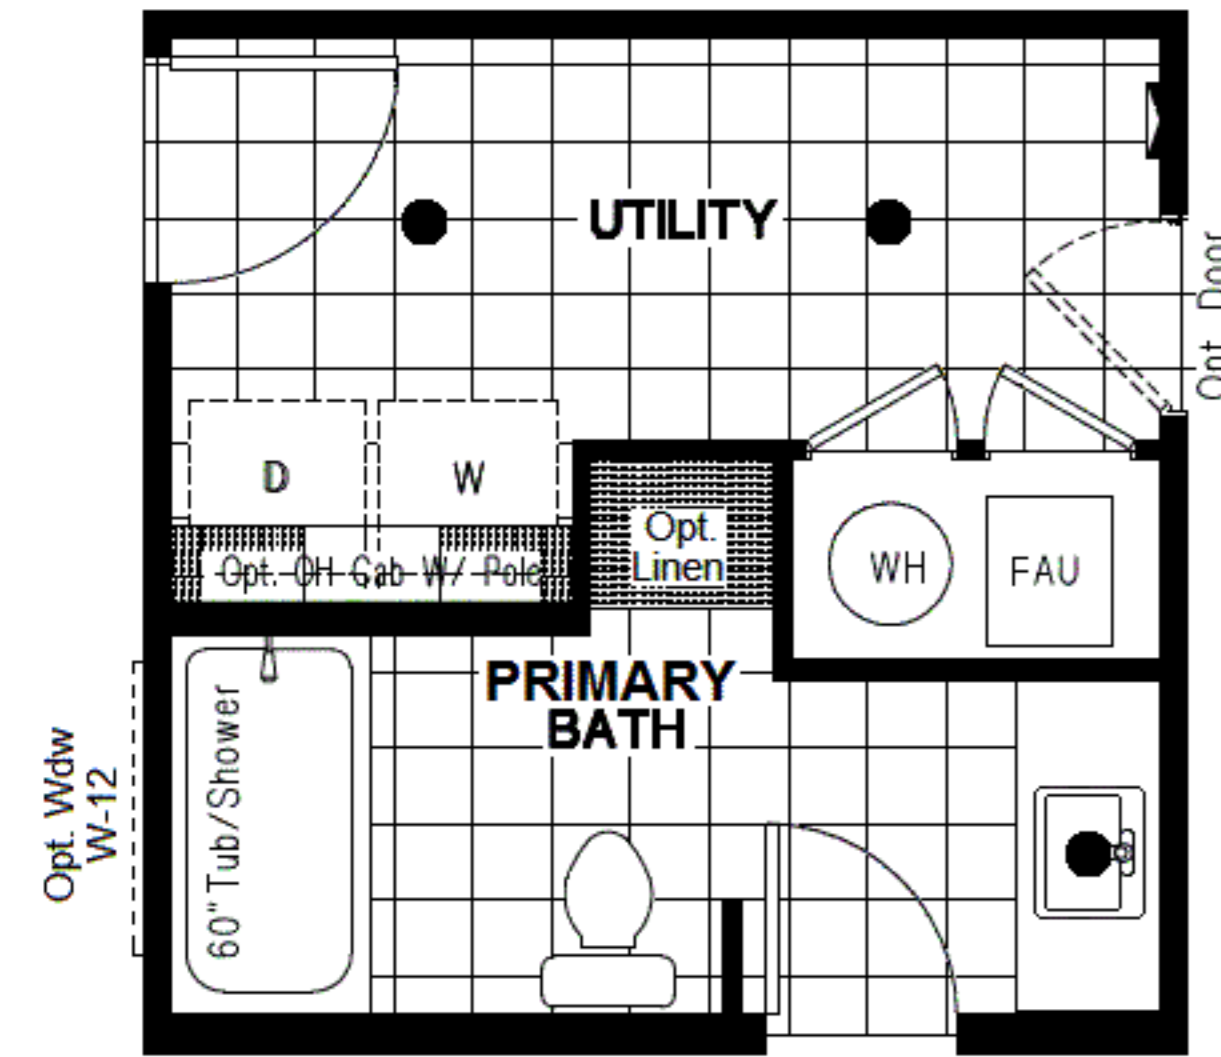 UTILITY
Opt. Door
D
W
Opt. OH Cab W/ Pole
Opt.
Linen
WH
FAU
PRIMARY
BATH
60" Tub/Shower
Opt. Wdw
W-12